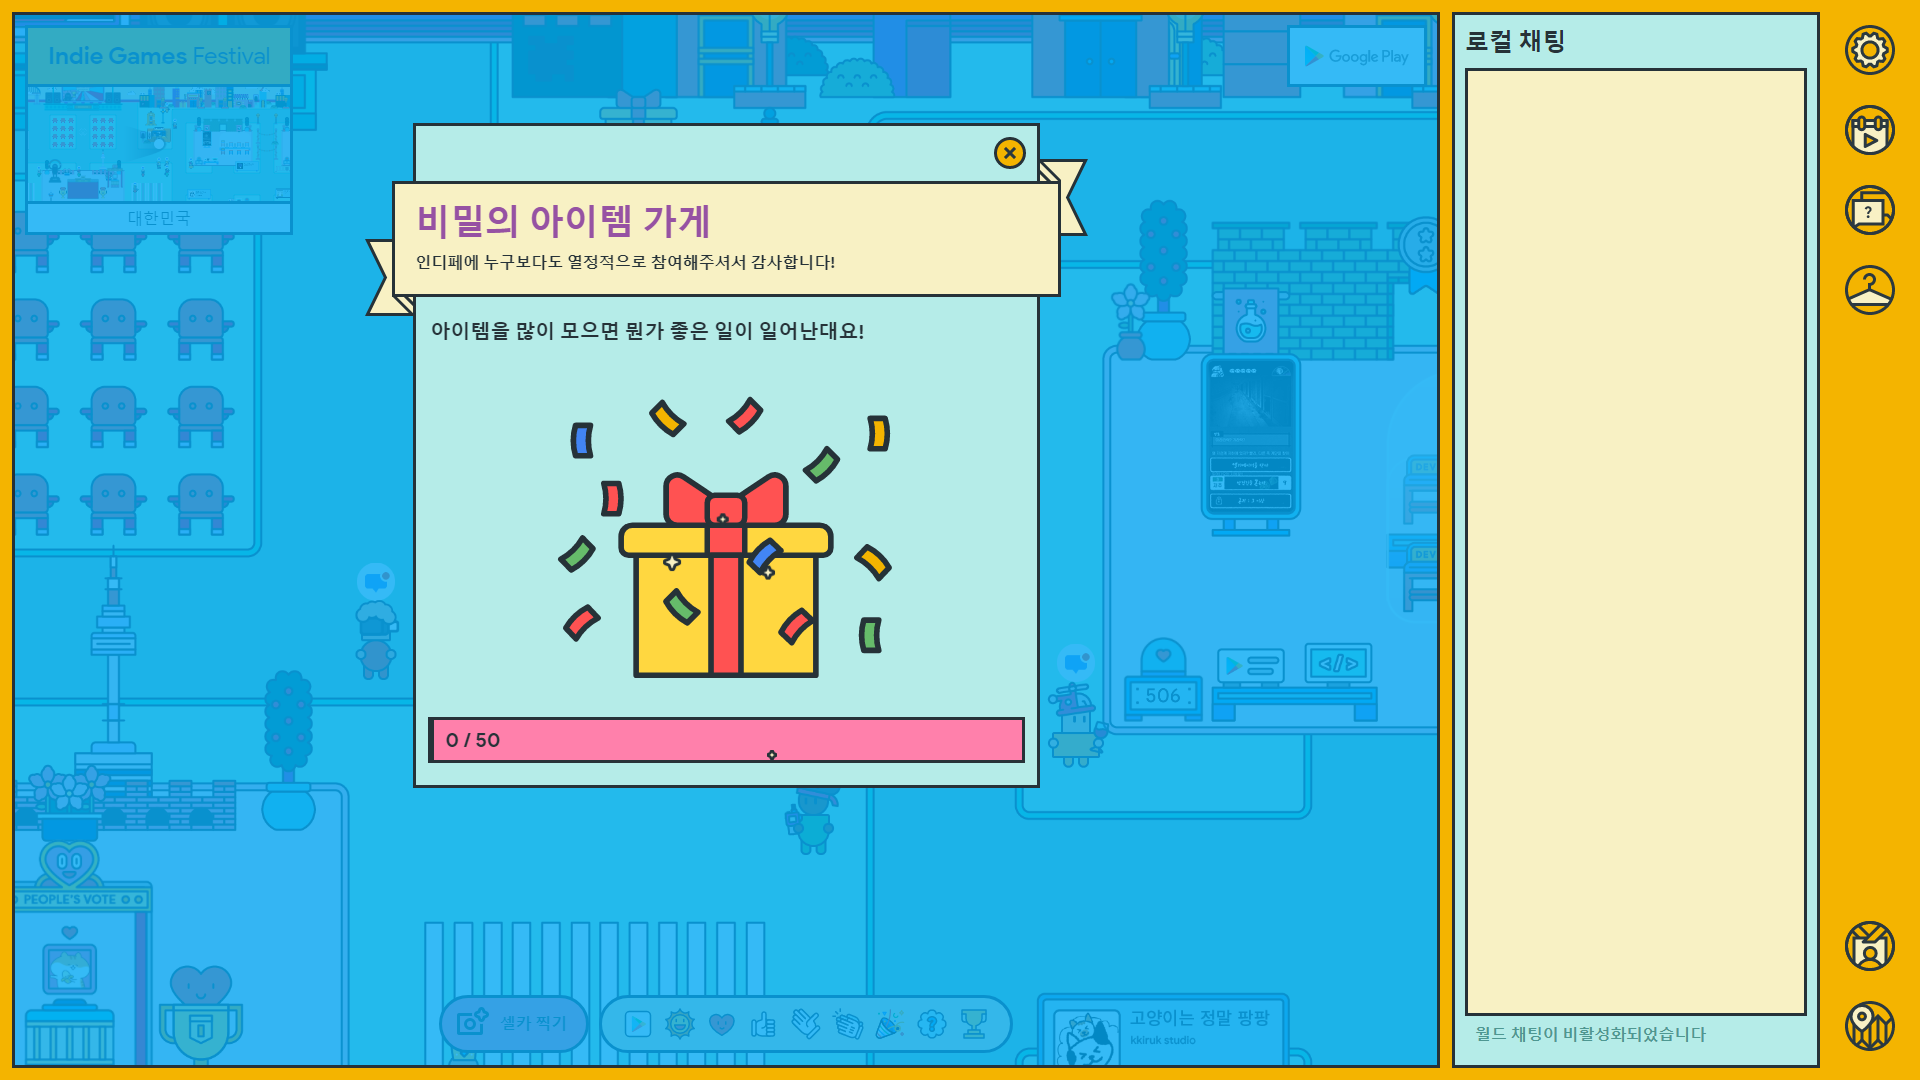 Indie Games Festival
대한민국
Google Play
로컬 채팅
비밀의 아이템 가게
인디페에 누구보다도 열정적으로 참여해주셔서 감사합니다!
아이템을 많이 모으면 뭔가 좋은 일이 일어난대요!
0 / 50
DEV
DEV
506
</>
PEOPLE'S VOTE
셀카 찍기
고양이는 정말 팡팡
kkiruk studio
월드 채팅이 비활성화되었습니다